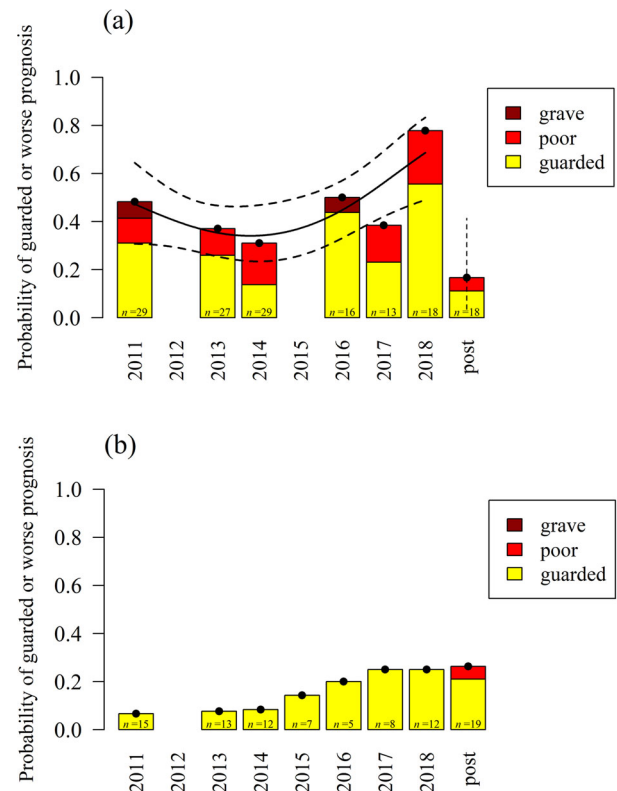 (a)
Probability of guarded or worse prognosis
1.0
0.8
0.6
0.4
0.2
0.0
grave
poor
guarded
n =29
n =27
n =29
n =16
n =13
n =18
n =18
2011
2012
2013
2014
2015
2016
2017
2018
post
(b)
Probability of guarded or worse prognosis
1.0
0.8
0.6
0.4
0.2
0.0
grave
poor
guarded
n =15
n =13
n =12
n =7
n =5
n =8
n =12
n =19
2011
2012
2013
2014
2015
2016
2017
2018
post